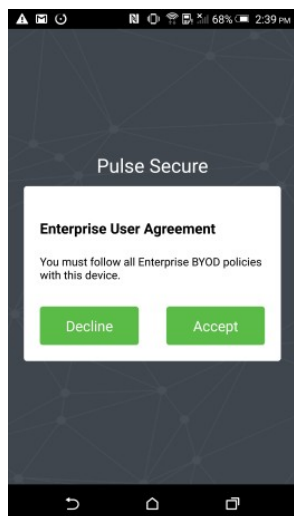 68% 2:39 PM
Pulse Secure
Enterprise User Agreement
You must follow all Enterprise BYOD policies
with this device.
Decline Accept